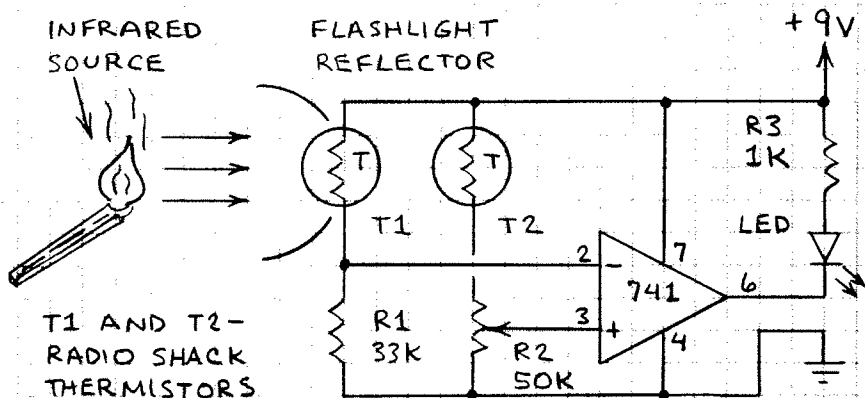 INFRARED
SOURCE
FLASHLIGHT
REFLECTOR
+9V
R3
1K
T
T
T1
T2
LED
2
-
7
741
6
3
+
4
R1
33K
R2
50K
T1 AND T2-
RADIO SHACK
THERMISTORS